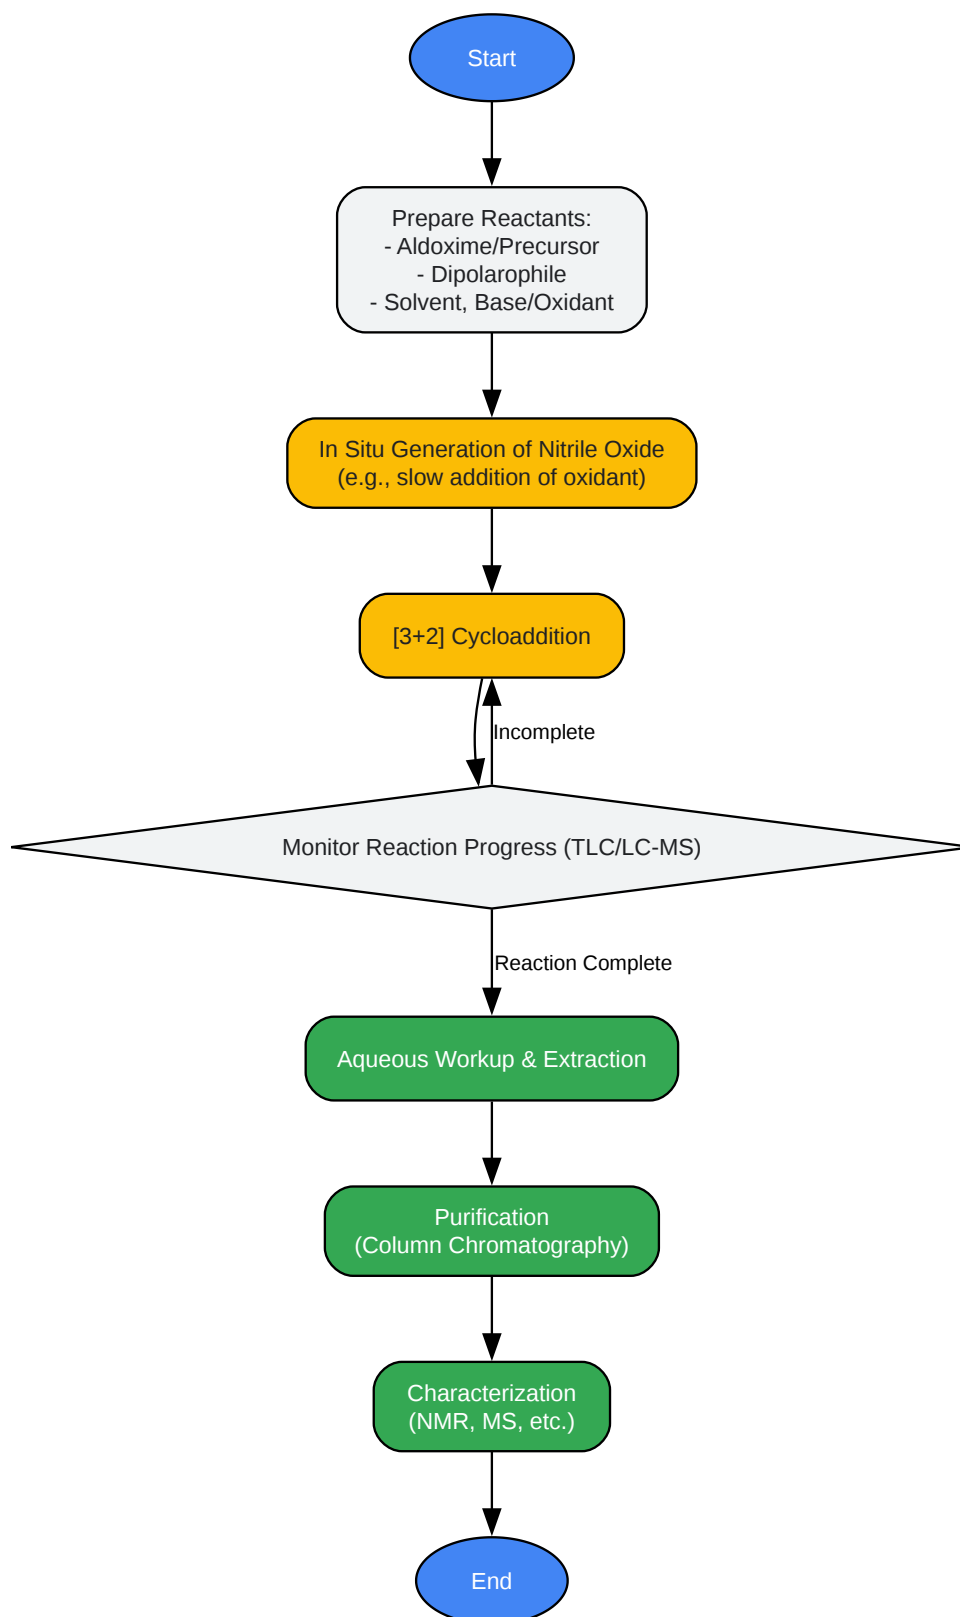 Start
Prepare Reactants:
- Aldoxime/Precursor
- Dipolarophile
- Solvent, Base/Oxidant
In Situ Generation of Nitrile Oxide
(e.g., slow addition of oxidant)
[3+2] Cycloaddition
Incomplete
Monitor Reaction Progress (TLC/LC-MS)
Reaction Complete
Aqueous Workup & Extraction
Purification
(Column Chromatography)
Characterization
(NMR, MS, etc.)
End